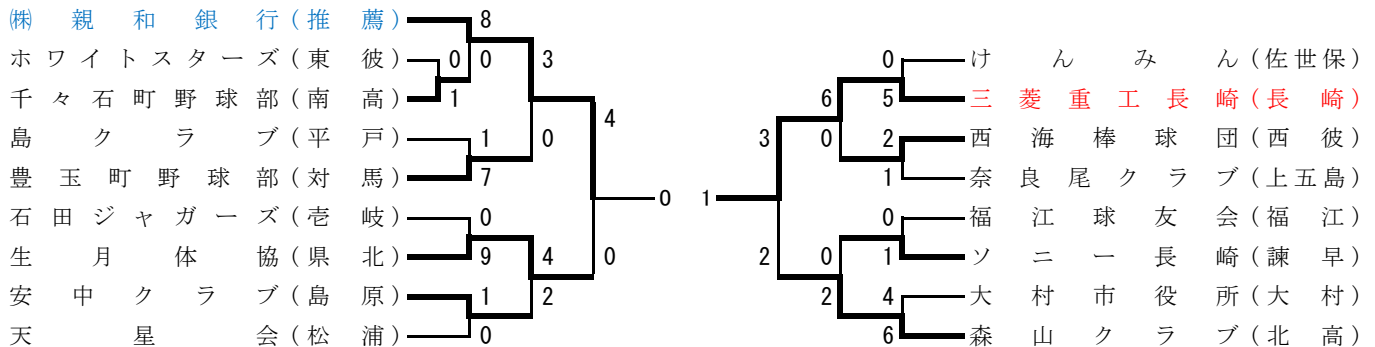 ㈱親和銀行(推薦)
ホワイトスターズ(東彼)
千々石町野球部(南高)
島クラブ(平戸)
豊玉町野球部(対馬)
石田ジャガーズ(壱岐)
生月体協(県北)
安中クラブ(島原)
天星会(松浦)
8
0 0
1
3
1
0
7
4
0
9
4
1
2
0
0
0
1
3
2
6
0
0
2
0
5
2
1
0
1
4
6
けんみん(佐世保)
三菱重工長崎(長崎)
西海棒球団(西彼)
奈良尾クラブ(上五島)
福江球友会(福江)
ソニー長崎(諫早)
大村市役所(大村)
森山クラブ(北高)